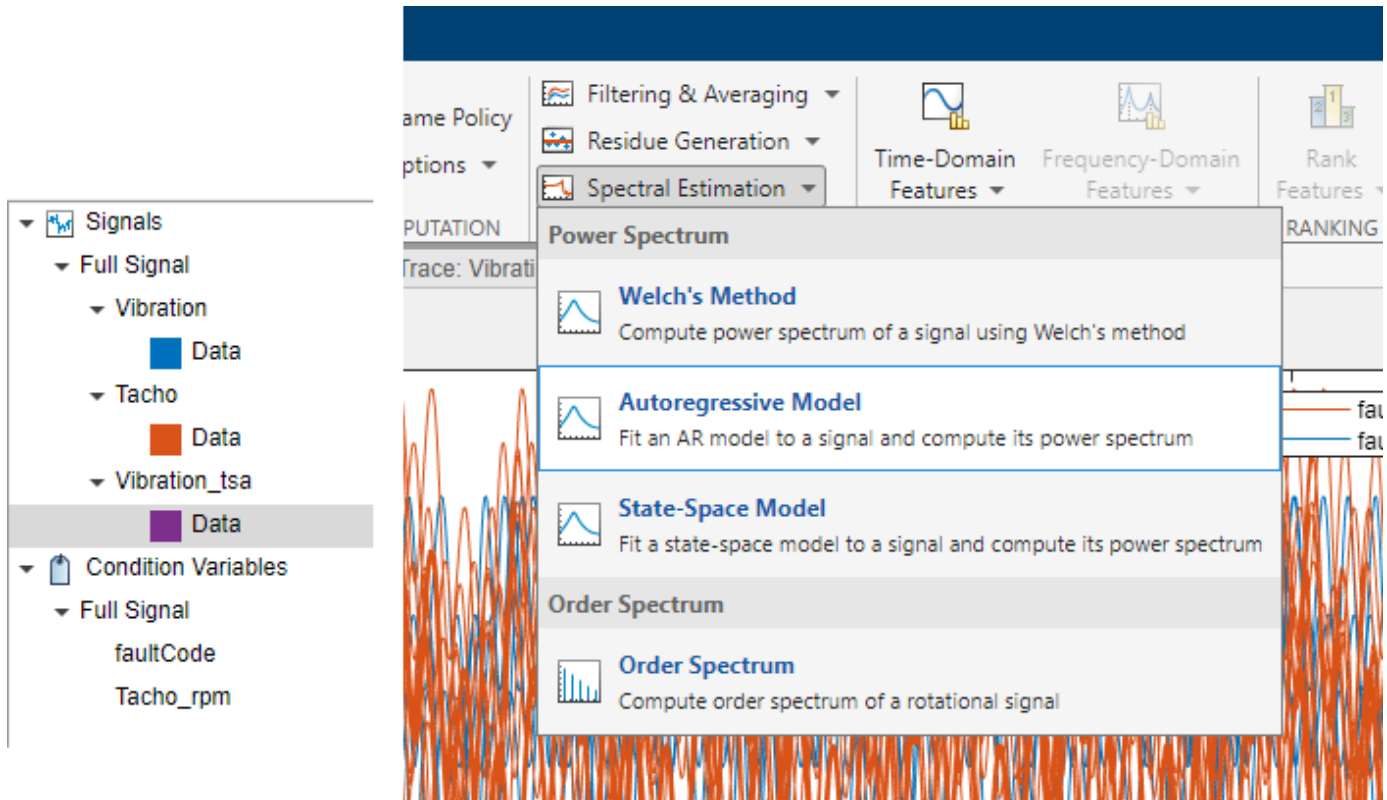 Signals
Full Signal
Vibration
Data
Tacho
Data
Vibration_tsa
Data
Condition Variables
Full Signal
faultCode
Tacho_rpm
ame Policy
ptions
PUTATION
Filtering & Averaging
Residue Generation
Spectral Estimation
Time-Domain
Features
Frequency-Domain
Features
1
2
3
Rank
Features
RANKING
Trace: Vibrati
Power Spectrum
Welch's Method
Compute power spectrum of a signal using Welch's method
Autoregressive Model
Fit an AR model to a signal and compute its power spectrum
State-Space Model
Fit a state-space model to a signal and compute its power spectrum
Order Spectrum
Order Spectrum
Compute order spectrum of a rotational signal
fau
fau